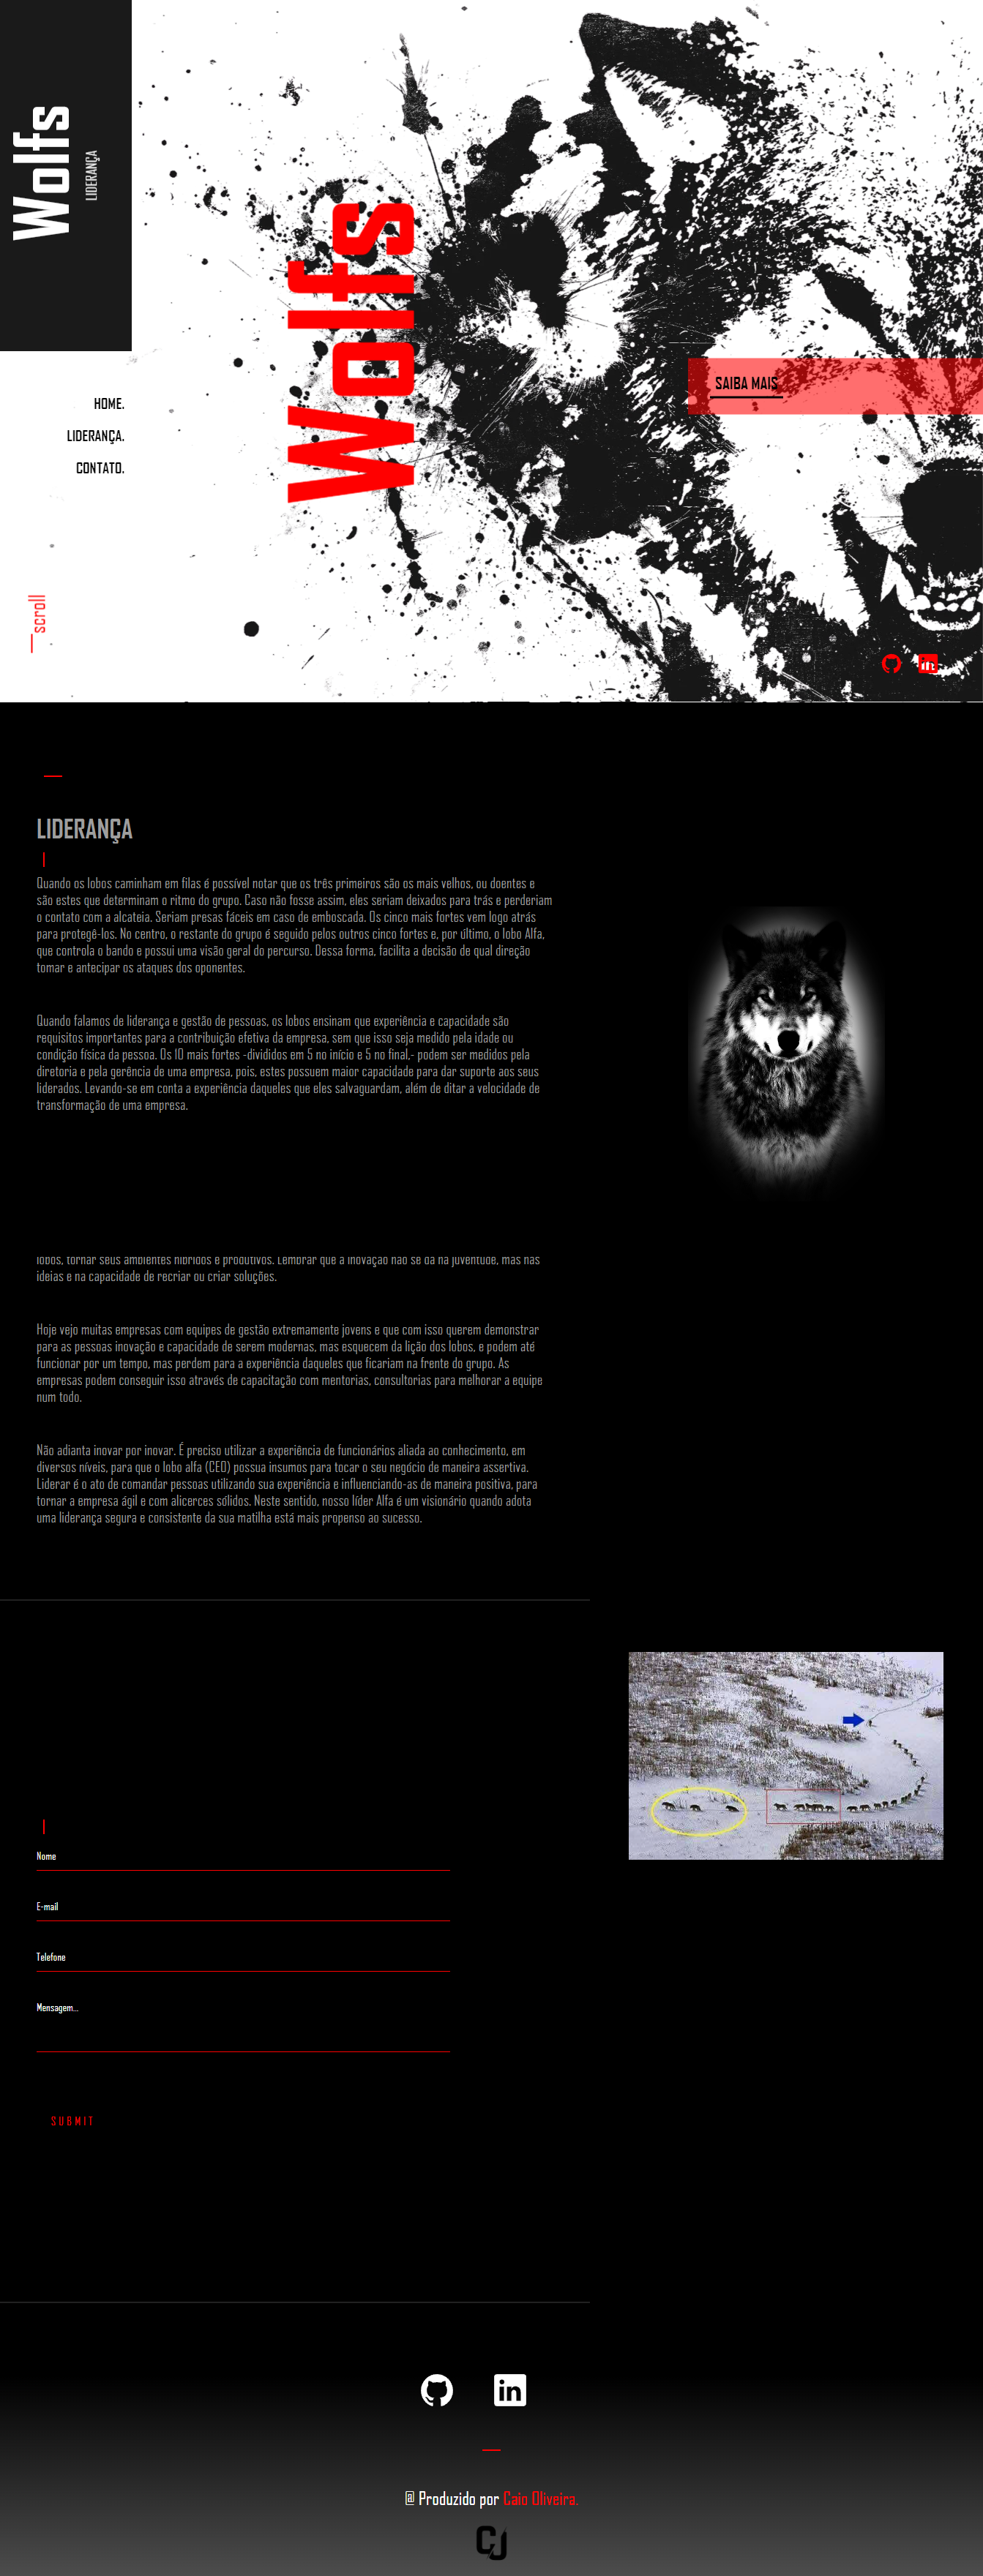 Wolfs
LIDERANÇA
Wolfs
SAIBA MAIS
HOME.
LIDERANÇA.
CONTATO.
scroll
LIDERANÇA
Quando os lobos caminham em filas é possível notar que os três primeiros são os mais velhos, ou doentes e
são estes que determinam o ritmo do grupo. Caso não fosse assim, eles seriam deixados para trás e perderiam
o contato com a alcateia. Seriam presas fáceis em caso de emboscada. Os cinco mais fortes vem logo atrás
para protegê-los. No centro, o restante do grupo é seguido pelos outros cinco fortes e, por último, o lobo Alfa,
que controla o bando e possui uma visão geral do percurso. Dessa forma, facilita a decisão de qual direção
tomar e antecipar os ataques dos oponentes.
Quando falamos de liderança e gestão de pessoas, os lobos ensinam que experiência e capacidade são
requisitos importantes para a contribuição efetiva da empresa, sem que isso seja medido pela idade ou
condição física da pessoa. Os 10 mais fortes -divididos em 5 no início e 5 no final,- podem ser medidos pela
diretoria e pela gerência de uma empresa, pois, estes possuem maior capacidade para dar suporte aos seus
liderados. Levando-se em conta a experiência daqueles que eles salvaguardam, além de ditar a velocidade de
transformação de uma empresa.
lobos, tornar seus ambientes híbridos e produtivos. Lembrar que a inovação não se dá na juventude, mas nas
ideias e na capacidade de recriar ou criar soluções.
Hoje vejo muitas empresas com equipes de gestão extremamente jovens e que com isso querem demonstrar
para as pessoas inovação e capacidade de serem modernas, mas esquecem da lição dos lobos, e podem até
funcionar por um tempo, mas perdem para a experiência daqueles que ficariam na frente do grupo. As
empresas podem conseguir isso através de capacitação com mentorias, consultorias para melhorar a equipe
num todo.
Não adianta inovar por inovar. É preciso utilizar a experiência de funcionários aliada ao conhecimento, em
diversos níveis, para que o lobo alfa (CEO) possua insumos para tocar o seu negócio de maneira assertiva.
Liderar é o ato de comandar pessoas utilizando sua experiência e influenciando-as de maneira positiva, para
tornar a empresa ágil e com alicerces sólidos. Neste sentido, nosso líder Alfa é um visionário quando adota
uma liderança segura e consistente da sua matilha está mais propenso ao sucesso.
Nome
E-mail
Telefone
Mensagem...
SUBMIT
@ Produzido por Caio Oliveira.
CJ